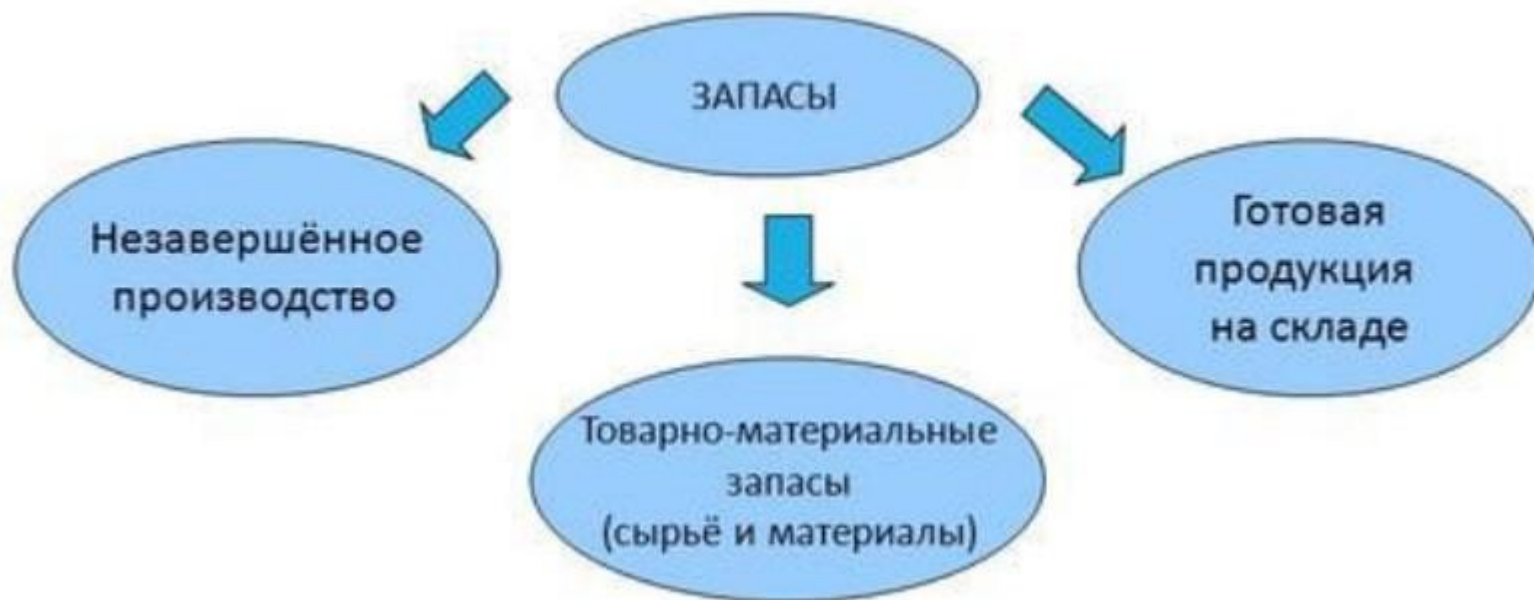 ЗАПАСЫ
Незавершённое
производство
Готовая
продукция
на складе
Товарно-материальные
запасы
(сырьё и материалы)